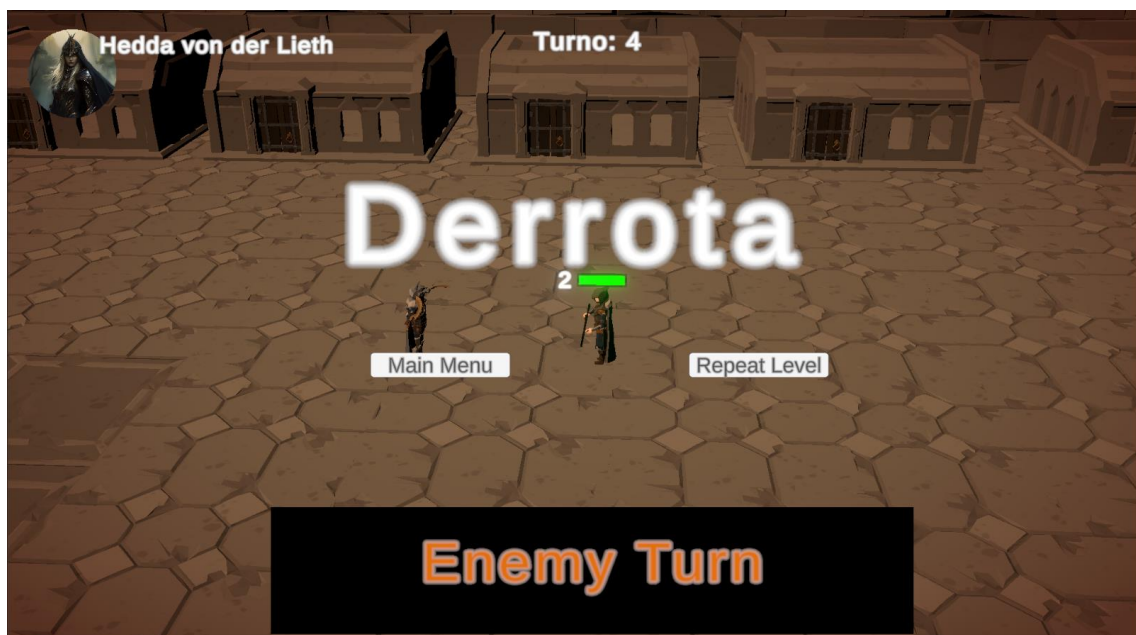 Hedda von der Lieth
Turno: 4
Derrota
2
Main Menu
Repeat Level
Enemy Turn